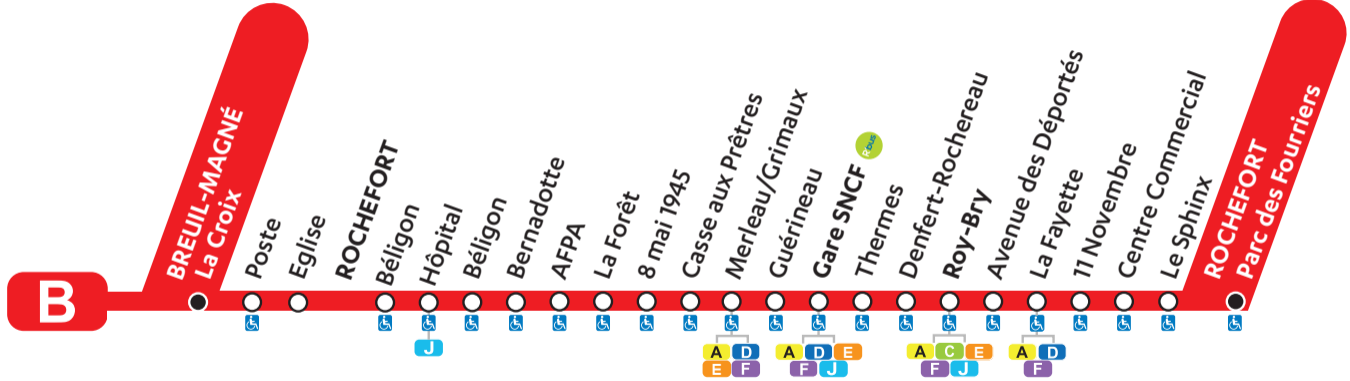 B
BREUIL-MAGNÉ
La Croix
Poste
Eglise
ROCHEFORT
Béligon
Hôpital
Béligon
Bernadotte
AFPA
La Forêt
8 mai 1945
Casse aux Prêtres
Merleau/Grimaux
Guérineau
Gare SNCF
R'BUS
Thermes
Denfert-Rochereau
Roy-Bry
Avenue des Déportés
La Fayette
11 Novembre
Centre Commercial
Le Sphinx
ROCHEFORT
Parc des Fourriers
J
A D
E F
A D E
F J
A C E
F J
A D
F